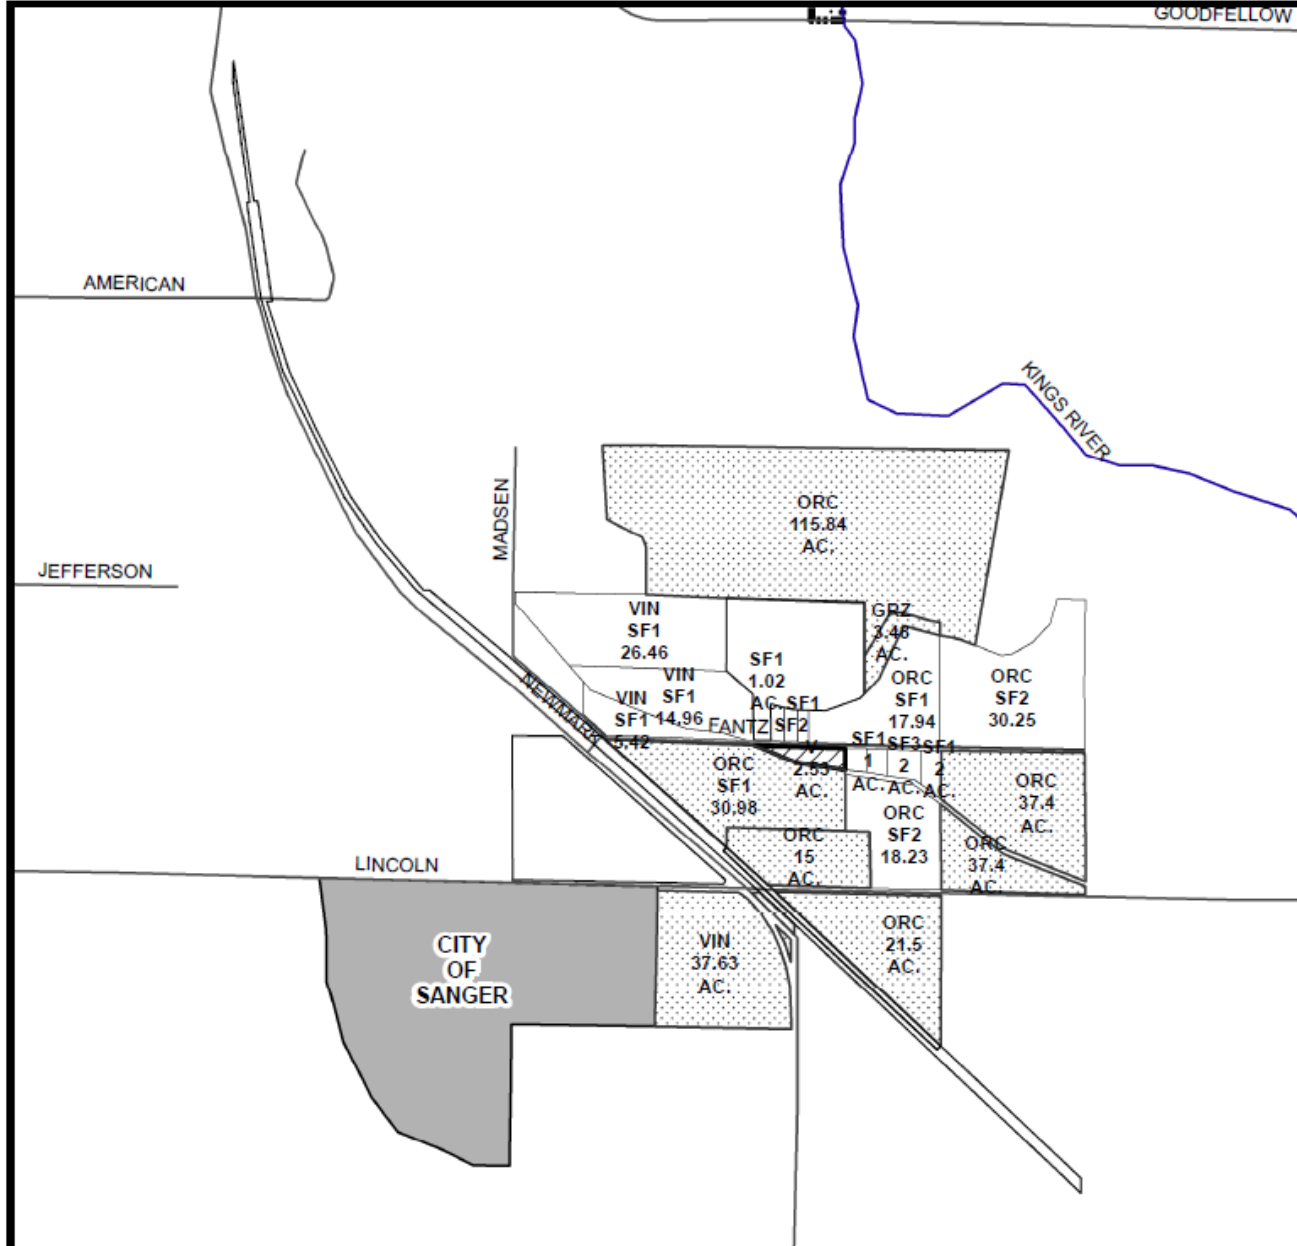 GOODFELLOW
AMERICAN
KINGS RIVER
MADSEN
ORC
115.84
AC.
JEFFERSON
VIN
SF1
26.46
GRZ
3.48
AC.
SF1
1.02
AC.
VIN
SF1
14.96
ORC
SF1
17.94
ORC
SF2
30.25
NEWMARK
VIN
SF1
5.42
SF1
SF2
FANTZ
ORC
SF1
30.98
V
2.53
AC.
SF1
1
AC.
SF3
2
AC.
SF1
2
AC.
ORC
37.4
AC.
ORC
SF2
18.23
ORC
15
AC.
ORC
37.4
AC.
LINCOLN
CITY
OF
SANGER
VIN
37.63
AC.
ORC
21.5
AC.